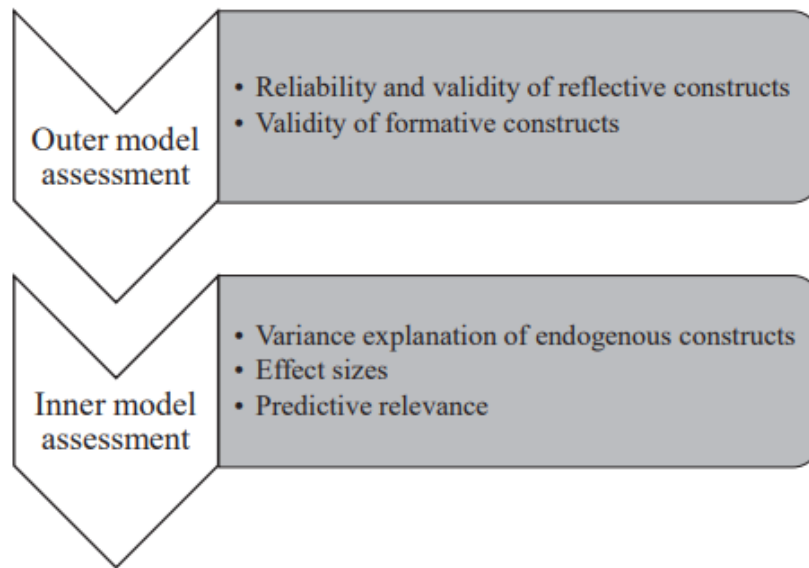 Outer model
assessment
• Reliability and validity of reflective constructs
• Validity of formative constructs
Inner model
assessment
• Variance explanation of endogenous constructs
• Effect sizes
• Predictive relevance